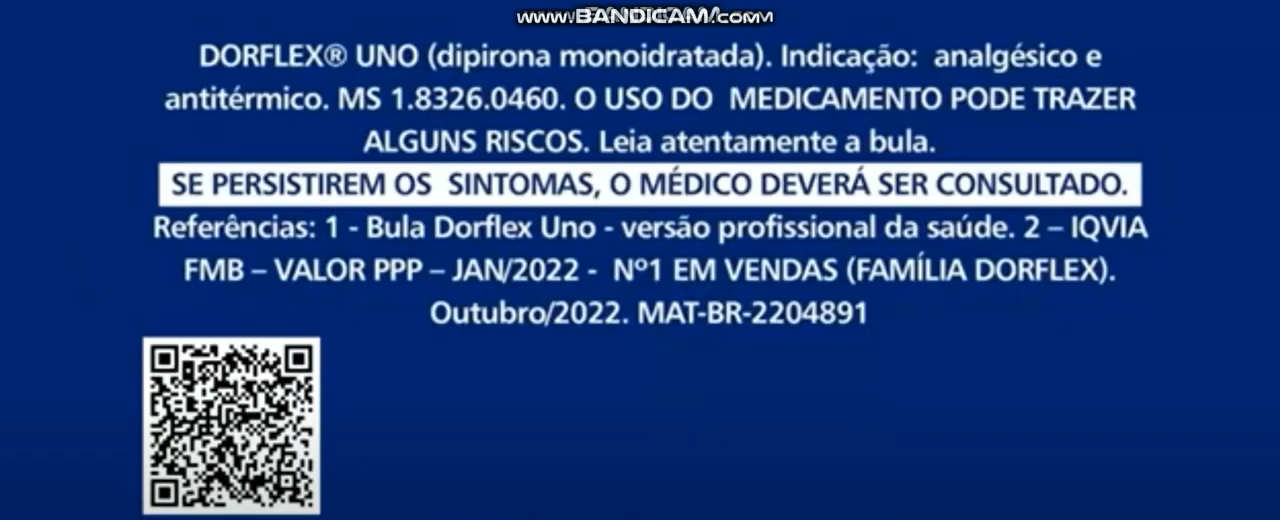 www.BANDICAM.com
DORFLEX® UNO (dipirona monoidratada). Indicação: analgésico e
antitérmico. MS 1.8326.0460. O USO DO MEDICAMENTO PODE TRAZER
ALGUNS RISCOS. Leia atentamente a bula.
SE PERSISTIREM OS SINTOMAS, O MÉDICO DEVERÁ SER CONSULTADO.
Referências: 1 - Bula Dorflex Uno - versão profissional da saúde. 2 – IQVIA
FMB – VALOR PPP – JAN/2022 - Nº1 EM VENDAS (FAMÍLIA DORFLEX).
Outubro/2022. MAT-BR-2204891